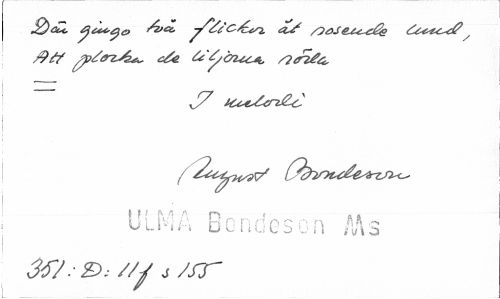 Där gingo två flickor åt rosende lund,
Att plocka de liljorna röda
I melodi
August Bondeson
ULMA Bondeson Ms
351:D:11f s 155